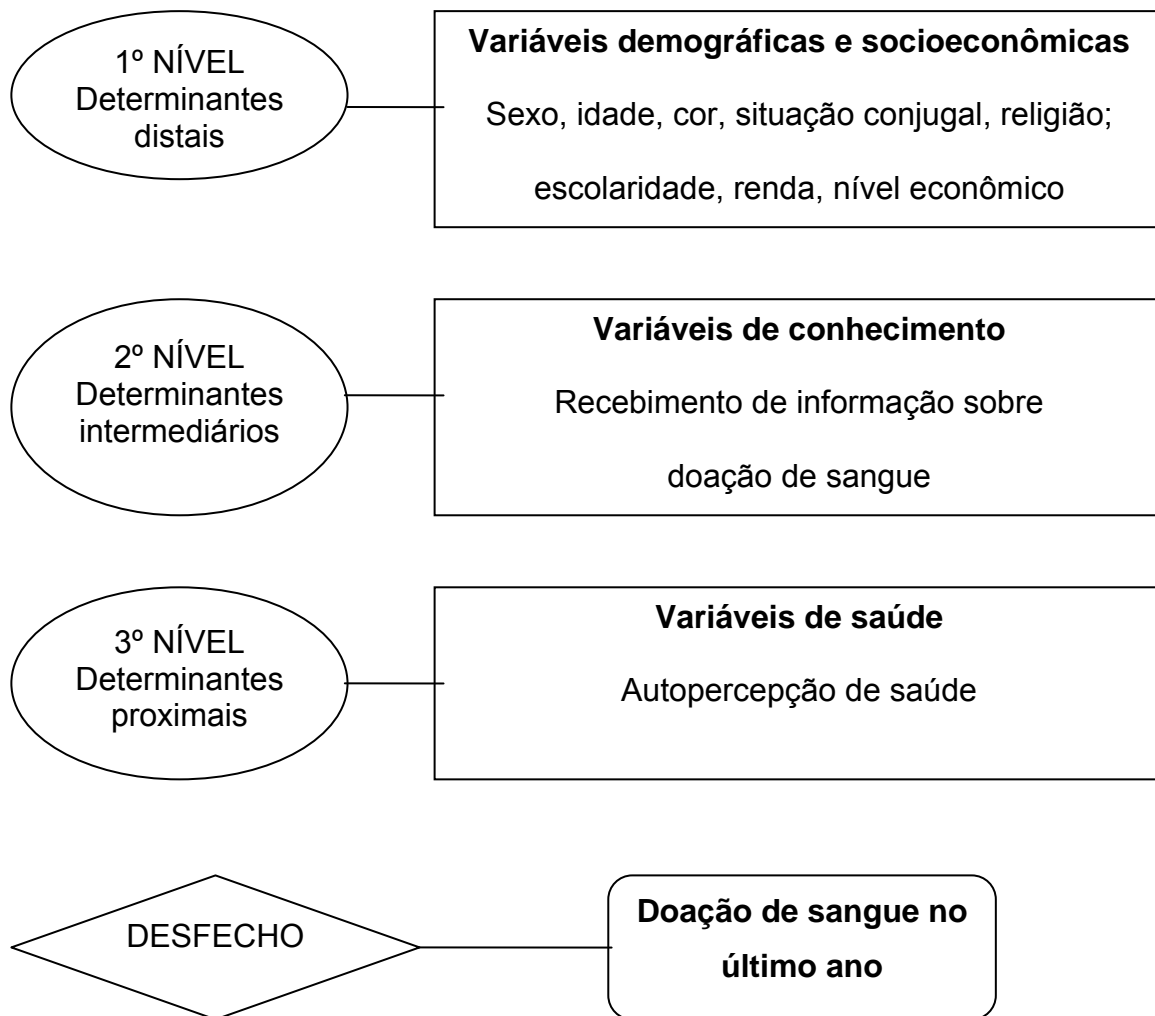 1º NÍVEL
Determinantes
distais
Variáveis demográficas e socioeconômicas
Sexo, idade, cor, situação conjugal, religião;
escolaridade, renda, nível econômico
2º NÍVEL
Determinantes
intermediários
Variáveis de conhecimento
Recebimento de informação sobre
doação de sangue
3º NÍVEL
Determinantes
proximais
Variáveis de saúde
Autopercepção de saúde
DESFECHO
Doação de sangue no
último ano